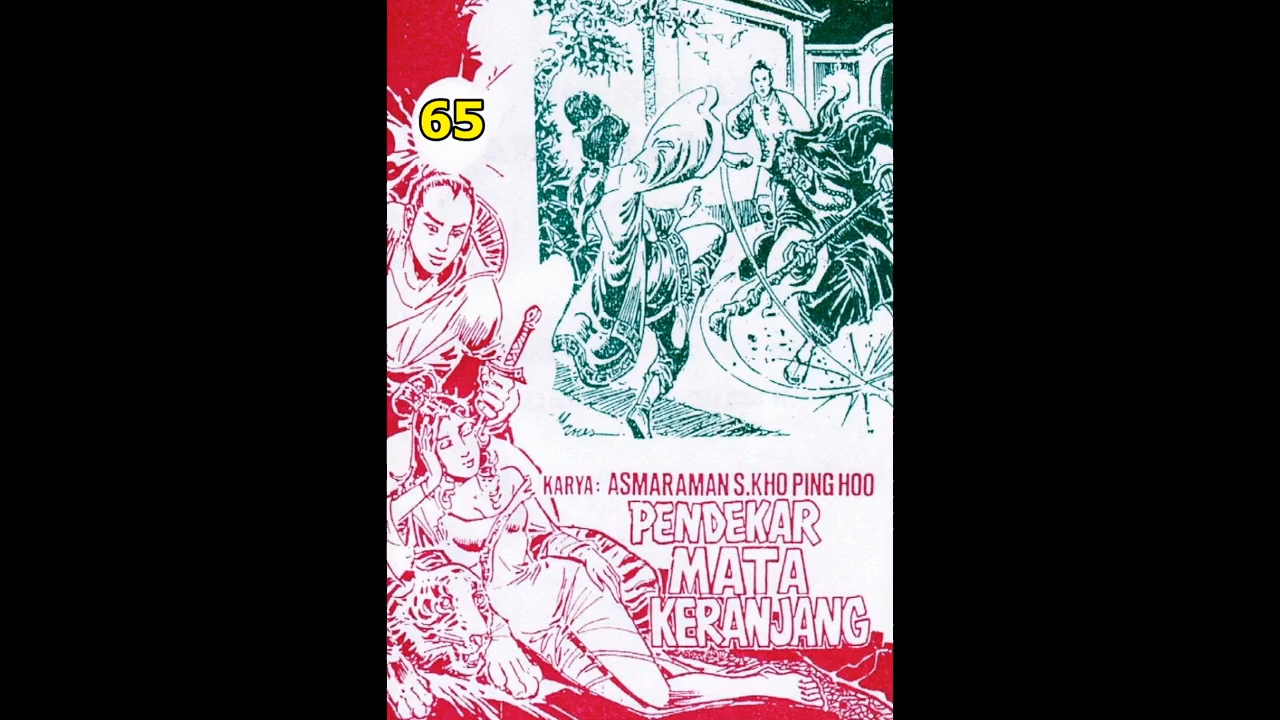 65
KARYA: ASMARAMAN S.KHO PING HOO
PENDEKAR
MATA
KERANJANG